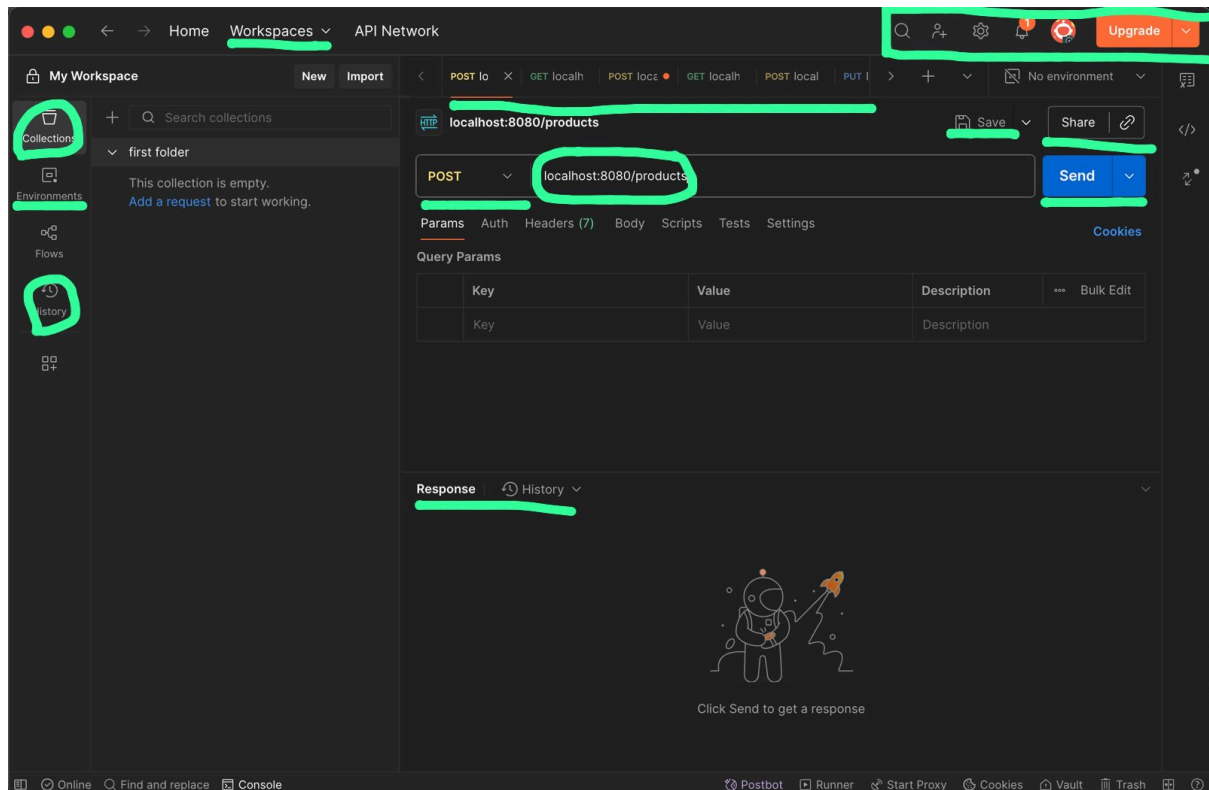 Home Workspaces API Network
1
Upgrade
My Workspace New Import
POST lo GET localh POST loca GET localh POST local PUT l No environment
Collections
Search collections
HTTP localhost:8080/products Save Share
first folder
This collection is empty.
Add a request to start working.
POST localhost:8080/products Send
Environments
Params Auth Headers (7) Body Scripts Tests Settings Cookies
Flows
Query Params
Key Value Description Bulk Edit
History
Key Value Description
Response History
Click Send to get a response
Online Find and replace Console Postbot Runner Start Proxy Cookies Vault Trash